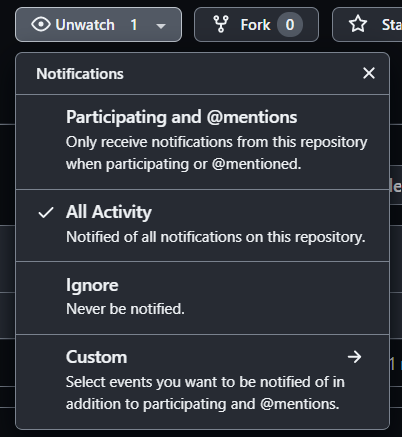 Unwatch 1 Fork 0 Sta
Notifications
Participating and @mentions
Only receive notifications from this repository
when participating or @mentioned.
All Activity
Notified of all notifications on this repository.
Ignore
Never be notified.
Custom
Select events you want to be notified of in
addition to participating and @mentions.